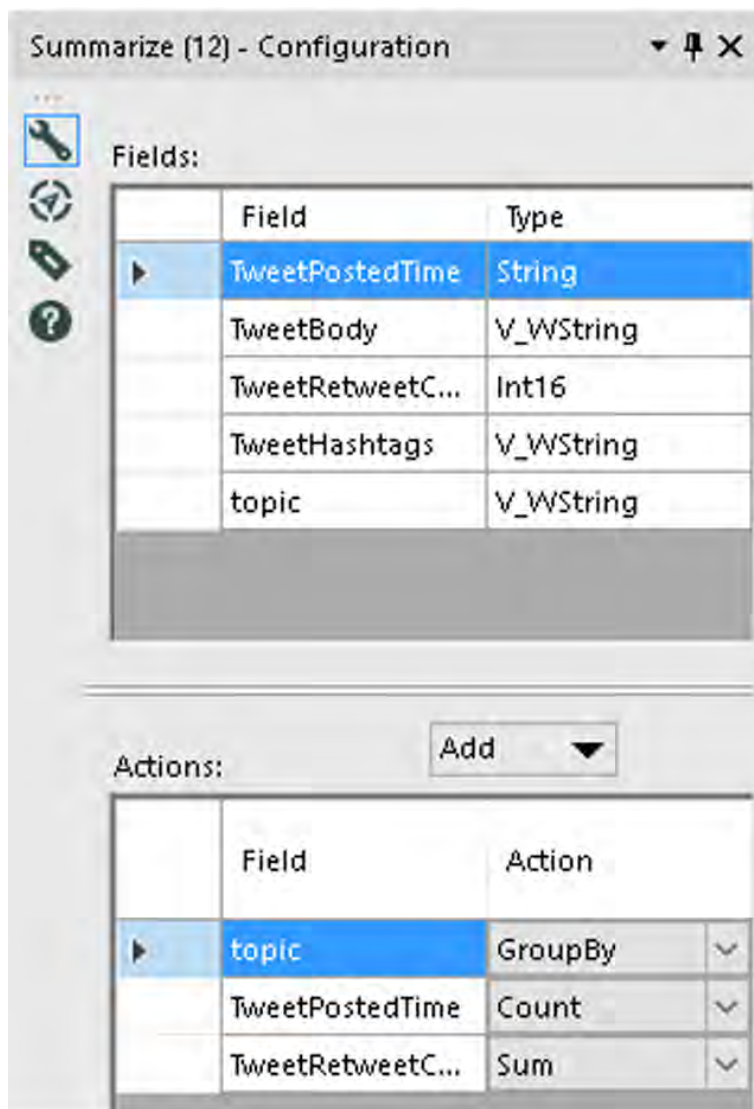 Summarize (12) - Configuration
Fields:
Field Type
TweetPostedTime String
TweetBody V_WString
TweetRetweetC... Int16
TweetHashtags V_WString
topic V_WString
Add
Actions:
Field Action
topic GroupBy
TweetPostedTime Count
TweetRetweetC... Sum